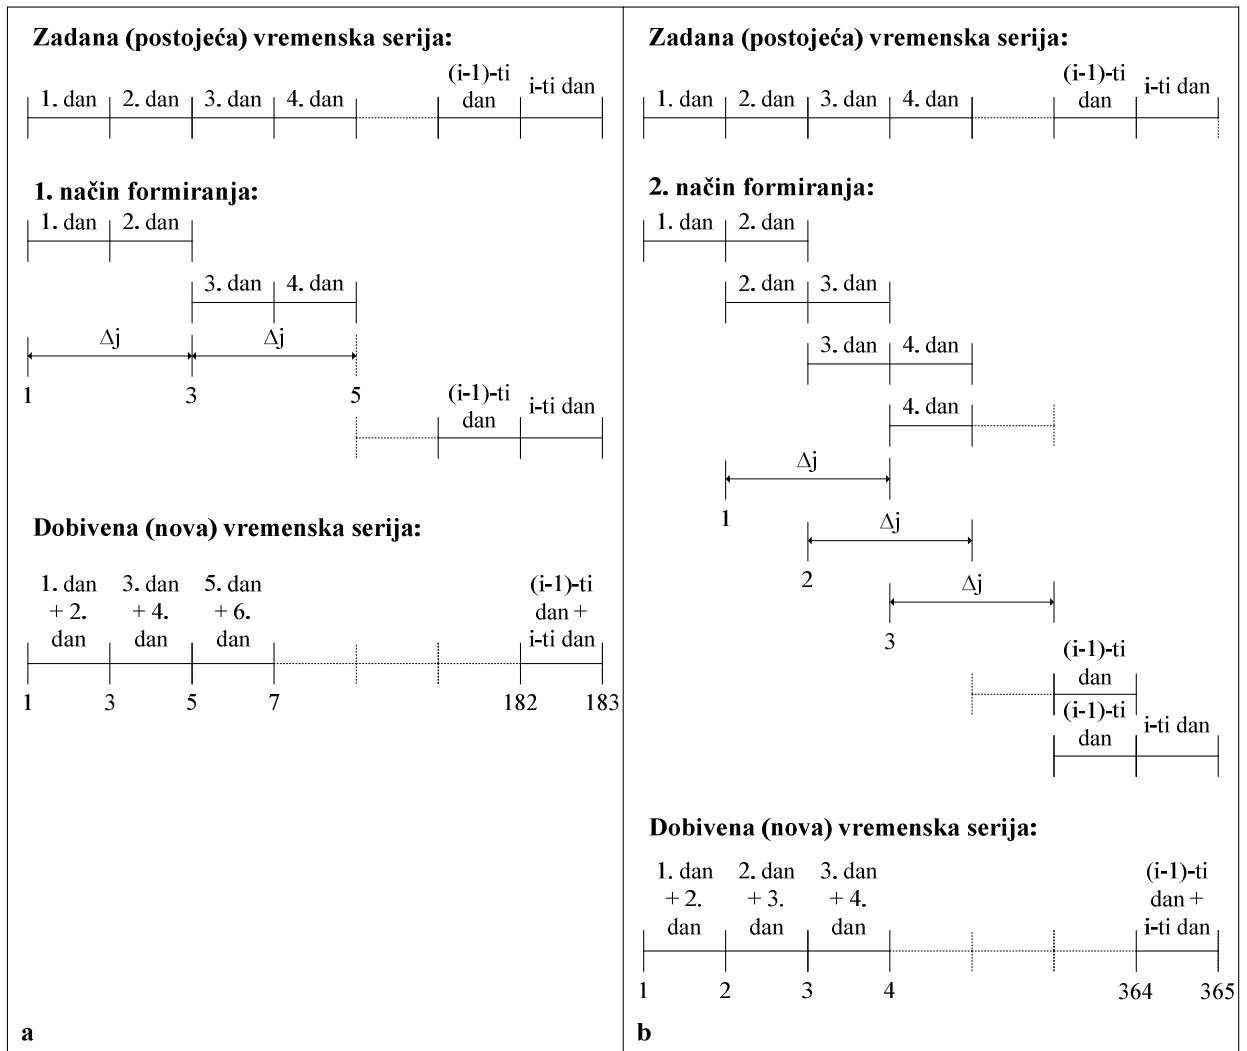 Zadana (postojeća) vremenska serija:
(i-1)-ti
1. dan 2. dan 3. dan 4. dan dan i-ti dan
1. način formiranja:
1. dan 2. dan
3. dan 4. dan
Δj Δj
1 3 5
(i-1)-ti
dan i-ti dan
Dobivena (nova) vremenska serija:
1. dan 3. dan 5. dan (i-1)-ti
+ 2. + 4. + 6. dan +
dan dan dan i-ti dan
1 3 5 7 182 183
a
Zadana (postojeća) vremenska serija:
(i-1)-ti
1. dan 2. dan 3. dan 4. dan dan i-ti dan
2. način formiranja:
1. dan 2. dan
2. dan 3. dan
3. dan 4. dan
4. dan
Δj
1
Δj
2
Δj
3
(i-1)-ti
dan
(i-1)-ti
dan i-ti dan
Dobivena (nova) vremenska serija:
1. dan 2. dan 3. dan (i-1)-ti
+ 2. + 3. + 4. dan +
dan dan dan i-ti dan
1 2 3 4 364 365
b